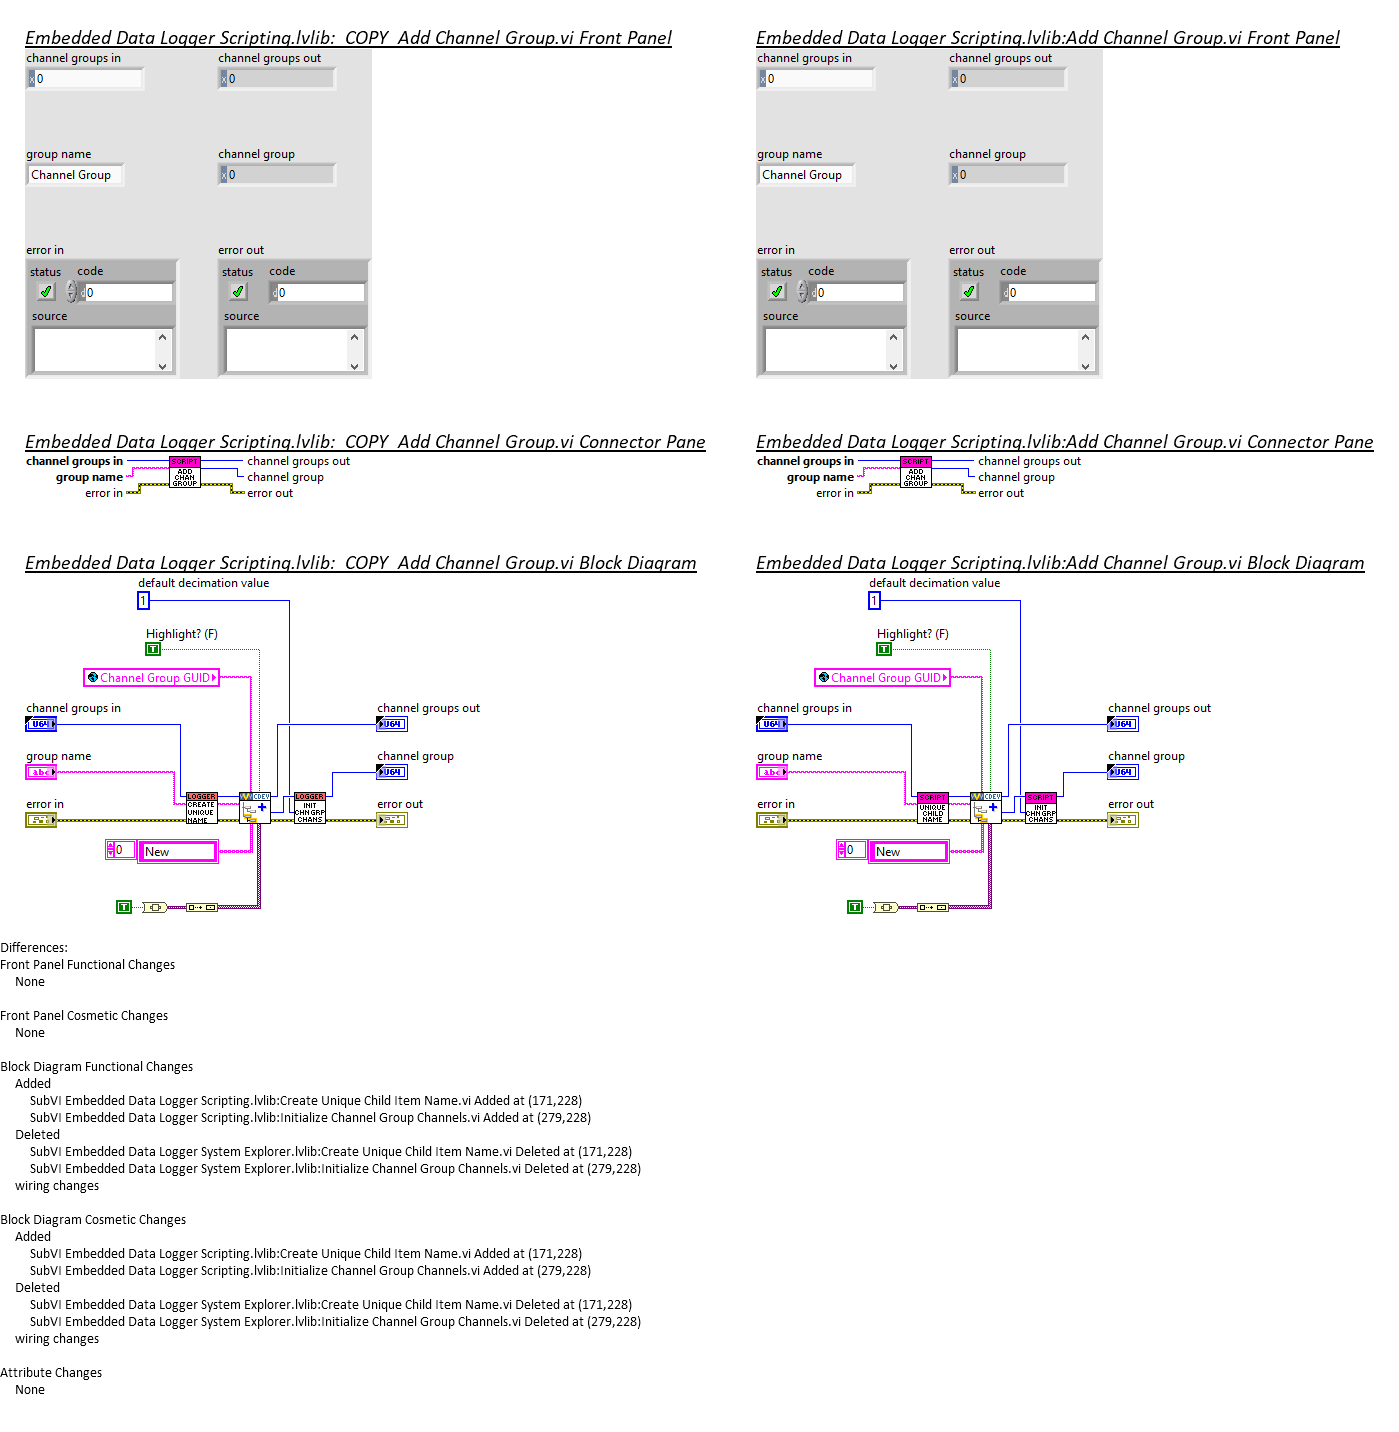 Embedded Data Logger Scripting.lvlib:_COPY_Add Channel Group.vi Front Panel
channel groups in
channel groups out
x 0
x 0
group name
channel group
Channel Group
x 0
error in
error out
status
code
status
code
d 0
d 0
source
source
Embedded Data Logger Scripting.lvlib:Add Channel Group.vi Front Panel
channel groups in
channel groups out
x 0
x 0
group name
channel group
Channel Group
x 0
error in
error out
status
code
status
code
d 0
d 0
source
source
Embedded Data Logger Scripting.lvlib:_COPY_Add Channel Group.vi Connector Pane
channel groups in
group name
error in
SCRIPT
ADD
CHAN
GROUP
channel groups out
channel group
error out
Embedded Data Logger Scripting.lvlib:Add Channel Group.vi Connector Pane
channel groups in
group name
error in
SCRIPT
ADD
CHAN
GROUP
channel groups out
channel group
error out
Embedded Data Logger Scripting.lvlib:_COPY_Add Channel Group.vi Block Diagram
default decimation value
1
Highlight? (F)
T
Channel Group GUID
channel groups in
U64
channel groups out
U64
group name
abc
channel group
U64
error in
LOGGER
CREATE
UNIQUE
NAME
CDEV
LOGGER
INIT
CHNGRP
CHANS
error out
0
New
T
Embedded Data Logger Scripting.lvlib:Add Channel Group.vi Block Diagram
default decimation value
1
Highlight? (F)
T
Channel Group GUID
channel groups in
U64
channel groups out
U64
group name
abc
channel group
U64
error in
SCRIPT
UNIQUE
CHILD
NAME
CDEV
SCRIPT
INIT
CHNGRP
CHANS
error out
0
New
T
Differences:
Front Panel Functional Changes
None
Front Panel Cosmetic Changes
None
Block Diagram Functional Changes
Added
SubVI Embedded Data Logger Scripting.lvlib:Create Unique Child Item Name.vi Added at (171,228)
SubVI Embedded Data Logger Scripting.lvlib:Initialize Channel Group Channels.vi Added at (279,228)
Deleted
SubVI Embedded Data Logger System Explorer.lvlib:Create Unique Child Item Name.vi Deleted at (171,228)
SubVI Embedded Data Logger System Explorer.lvlib:Initialize Channel Group Channels.vi Deleted at (279,228)
wiring changes
Block Diagram Cosmetic Changes
Added
SubVI Embedded Data Logger Scripting.lvlib:Create Unique Child Item Name.vi Added at (171,228)
SubVI Embedded Data Logger Scripting.lvlib:Initialize Channel Group Channels.vi Added at (279,228)
Deleted
SubVI Embedded Data Logger System Explorer.lvlib:Create Unique Child Item Name.vi Deleted at (171,228)
SubVI Embedded Data Logger System Explorer.lvlib:Initialize Channel Group Channels.vi Deleted at (279,228)
wiring changes
Attribute Changes
None